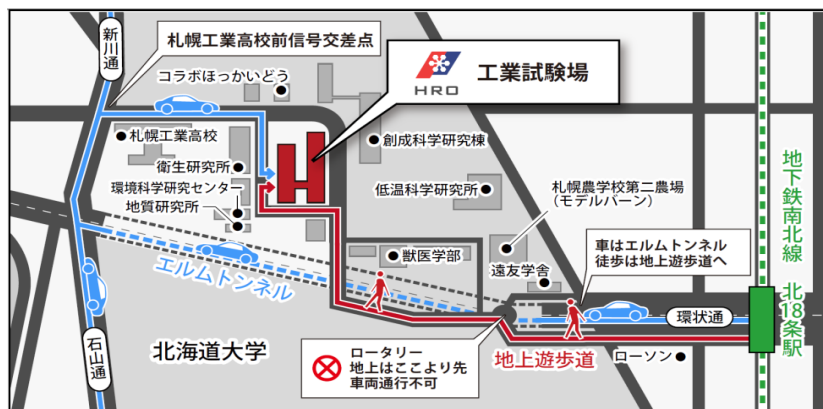 新川通
札幌工業高校前信号交差点
コラボほっかいどう
HRO
工業試験場
札幌工業高校
衛生研究所
環境科学研究センター
地質研究所
創成科学研究棟
低温科学研究所
札幌農学校第二農場
(モデルバーン)
獣医学部
遠友学舎
車はエルムトンネル
徒歩は地上遊歩道へ
地下鉄南北線 北18条駅
エルムトンネル
環状通
石山通
北海道大学
ロータリー
地上はここより先
車両通行不可
地上遊歩道
ローソン